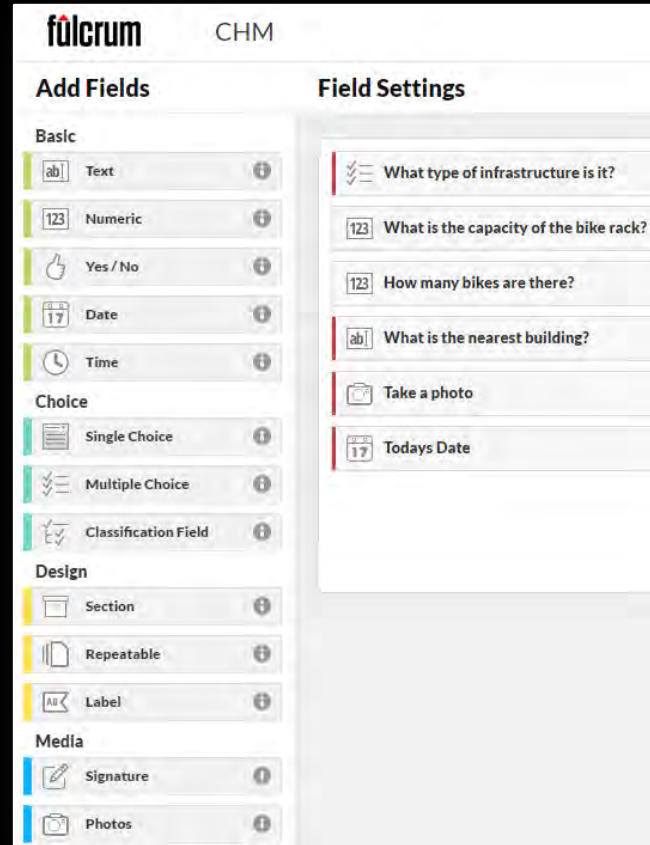 fûlcrum CHM
Add Fields
Basic
ab Text
123 Numeric
Yes / No
17 Date
Time
Choice
Single Choice
Multiple Choice
Classification Field
Design
Section
Repeatable
AB Label
Media
Signature
Photos
Field Settings
What type of infrastructure is it?
123 What is the capacity of the bike rack?
123 How many bikes are there?
ab What is the nearest building?
Take a photo
17 Todays Date